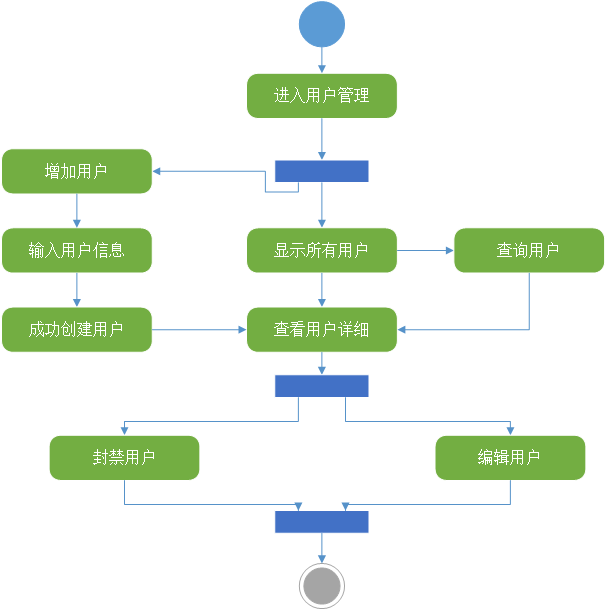 进入用户管理
增加用户
输入用户信息
显示所有用户
查询用户
成功创建用户
查看用户详细
封禁用户
编辑用户